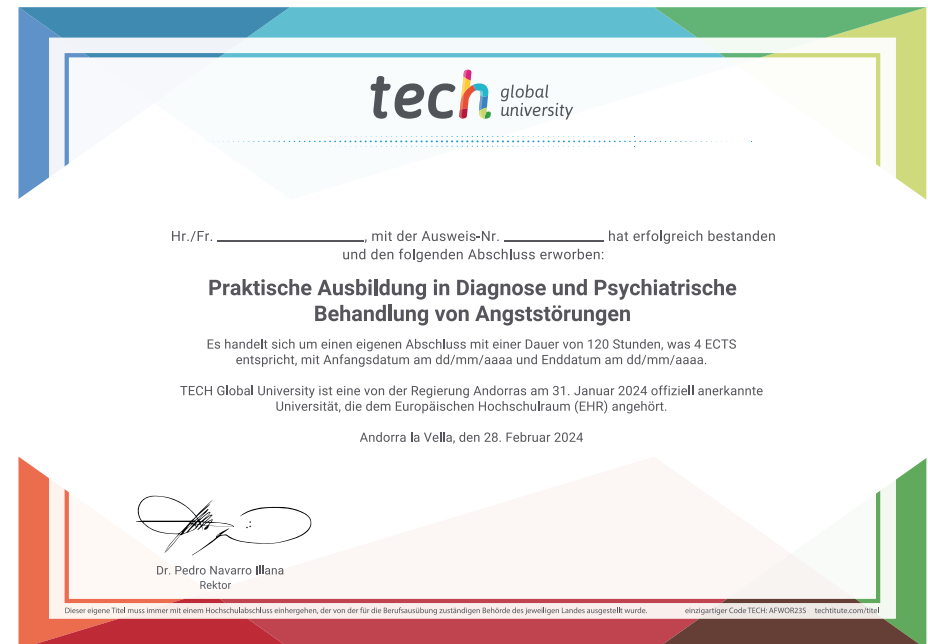 tech global university
Hr./Fr. ____________________, mit der Ausweis-Nr. ______________ hat erfolgreich bestanden
und den folgenden Abschluss erworben:
Praktische Ausbildung in Diagnose und Psychiatrische
Behandlung von Angststörungen
Es handelt sich um einen eigenen Abschluss mit einer Dauer von 120 Stunden, was 4 ECTS
entspricht, mit Anfangsdatum am dd/mm/aaaa und Enddatum am dd/mm/aaaa.
TECH Global University ist eine von der Regierung Andorras am 31. Januar 2024 offiziell anerkannte
Universität, die dem Europäischen Hochschulraum (EHR) angehört.
Andorra la Vella, den 28. Februar 2024
Dr. Pedro Navarro Illana
Rektor
Dieser eigene Titel muss immer mit einem Hochschulabschluss einhergehen, der von der für die Berufsausübung zuständigen Behörde des jeweiligen Landes ausgestellt wurde. einzigartiger Code TECH: AFWOR23S techtitute.com/titel